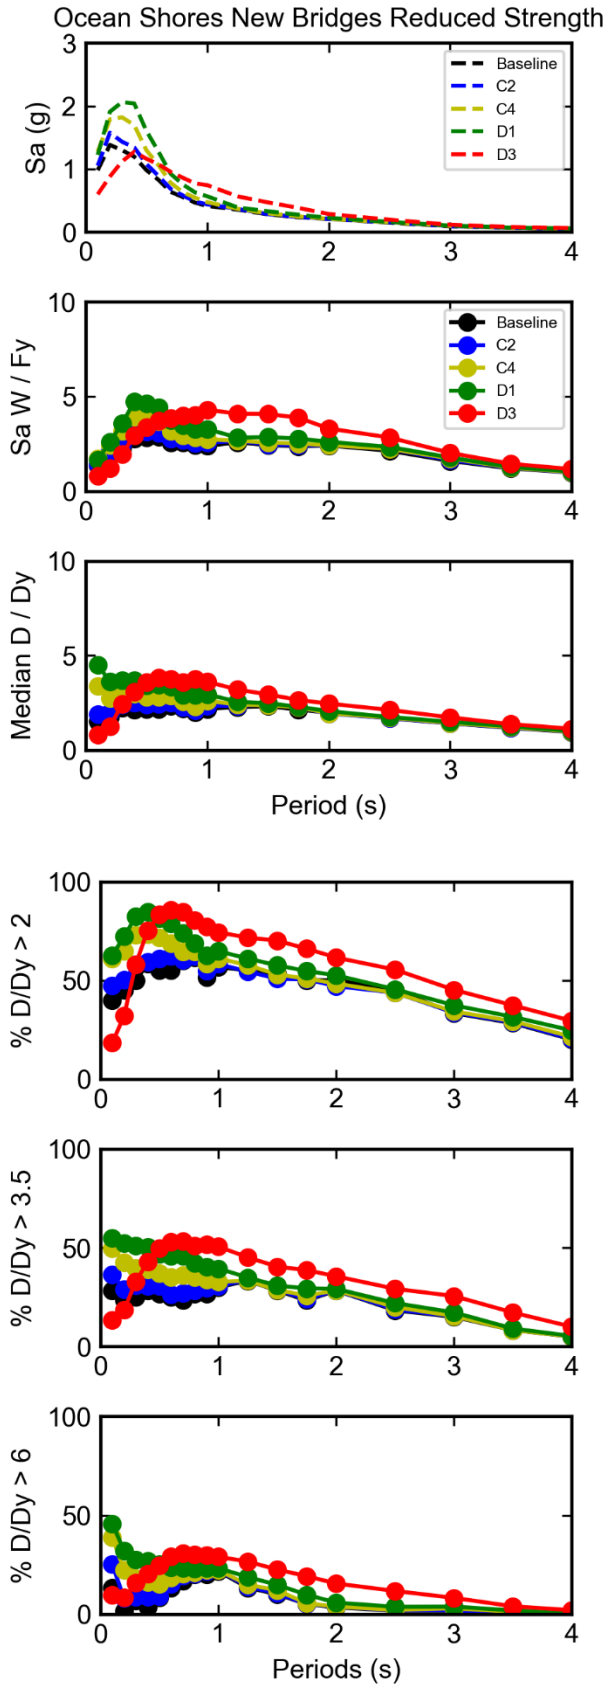 Ocean Shores New Bridges Reduced Strength
3
2
1
0
Sa (g)
Baseline
C2
C4
D1
D3
0 1 2 3 4
10
5
0
Sa W / Fy
Baseline
C2
C4
D1
D3
0 1 2 3 4
10
5
0
Median D / Dy
0 1 2 3 4
Period (s)
100
50
0
% D/Dy > 2
0 1 2 3 4
100
50
0
% D/Dy > 3.5
0 1 2 3 4
100
50
0
% D/Dy > 6
0 1 2 3 4
Periods (s)